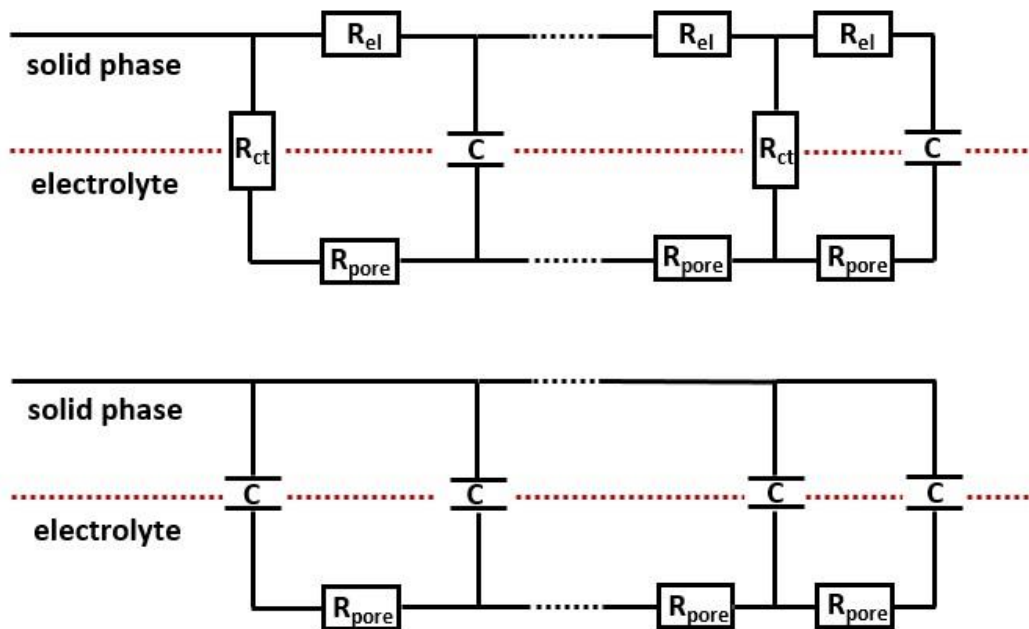 R_el R_el R_el
solid phase
R_ct C R_ct C
electrolyte
R_pore R_pore R_pore
solid phase
C C C C
electrolyte
R_pore R_pore R_pore